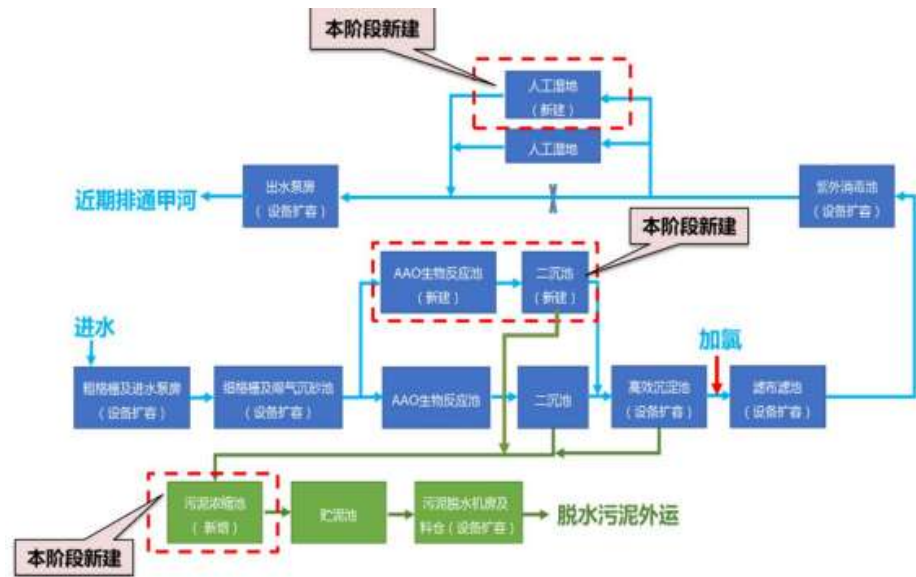 本阶段新建
人工湿地
（新建）
人工湿地
近期排通甲河
出水泵房
（设备扩容）
紫外消毒池
（设备扩容）
本阶段新建
AAO生物反应池
（新建）
二沉池
（新建）
进水
加氯
粗格栅及进水泵房
（设备扩容）
细格栅及曝气沉砂池
（设备扩容）
AAO生物反应池
二沉池
高效沉淀池
（设备扩容）
滤布滤池
（设备扩容）
污泥浓缩池
（新增）
贮泥池
污泥脱水机房及
料仓（设备扩容）
脱水污泥外运
本阶段新建